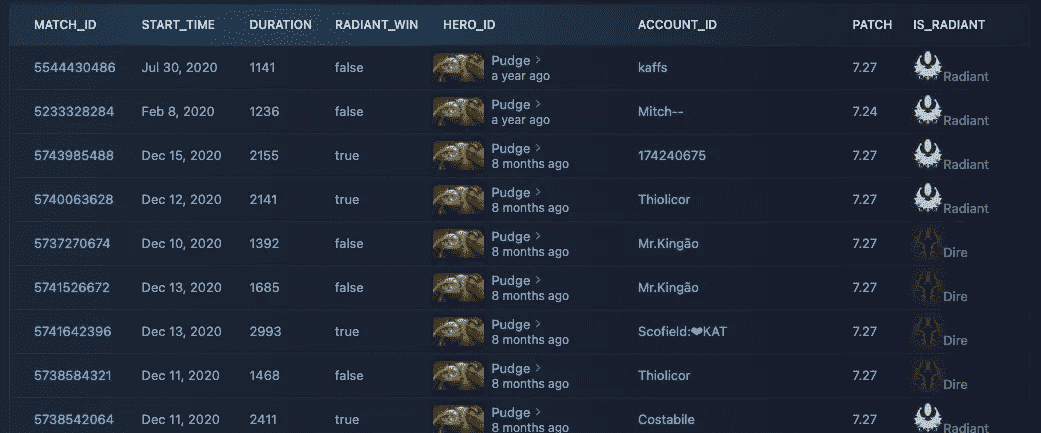 MATCH_ID START_TIME DURATION RADIANT_WIN HERO_ID ACCOUNT_ID PATCH IS_RADIANT
5544430486 Jul 30, 2020 1141 false Pudge > kaffs 7.27 Radiant
a year ago
5233328284 Feb 8, 2020 1236 false Pudge > Mitch-- 7.24 Radiant
a year ago
5743985488 Dec 15, 2020 2155 true Pudge > 174240675 7.27 Radiant
8 months ago
5740063628 Dec 12, 2020 2141 true Pudge > Thiolicor 7.27 Radiant
8 months ago
5737270674 Dec 10, 2020 1392 false Pudge > Mr.Kingão 7.27 Dire
8 months ago
5741526672 Dec 13, 2020 1685 false Pudge > Mr.Kingão 7.27 Dire
8 months ago
5741642396 Dec 13, 2020 2993 true Pudge > Scofield:❤KAT 7.27 Dire
8 months ago
5738584321 Dec 11, 2020 1468 false Pudge > Thiolicor 7.27 Dire
8 months ago
5738542064 Dec 11, 2020 2411 true Pudge > Costabile 7.27 Radiant
8 months ago